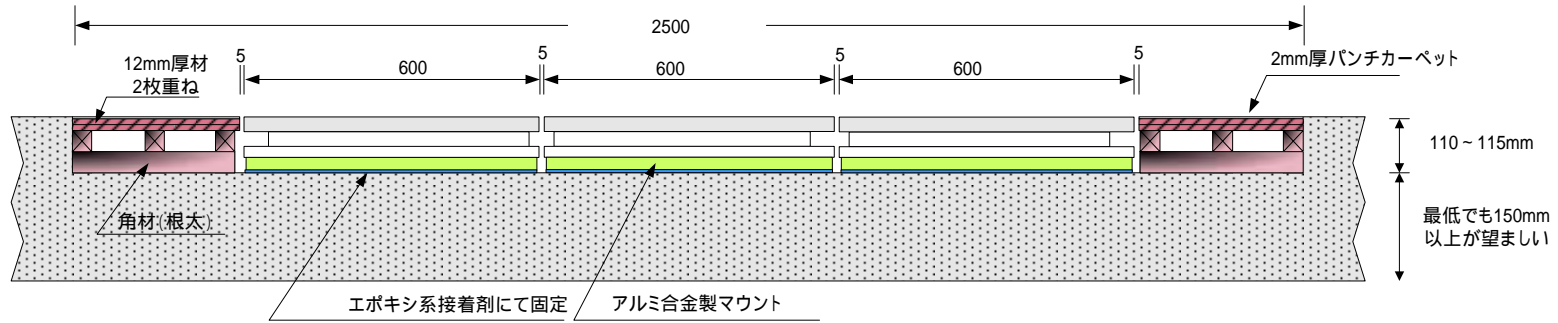 2500
5
5
5
5
600
600
600
12mm厚材
2枚重ね
2mm厚パンチカーペット
110~115mm
角材(根太)
最低でも150mm
以上が望ましい
エポキシ系接着剤にて固定
アルミ合金製マウント